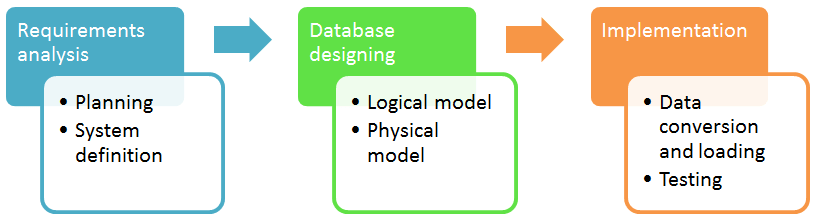 Requirements
analysis
• Planning
• System
definition
Database
designing
• Logical model
• Physical
model
Implementation
• Data
conversion
and loading
• Testing